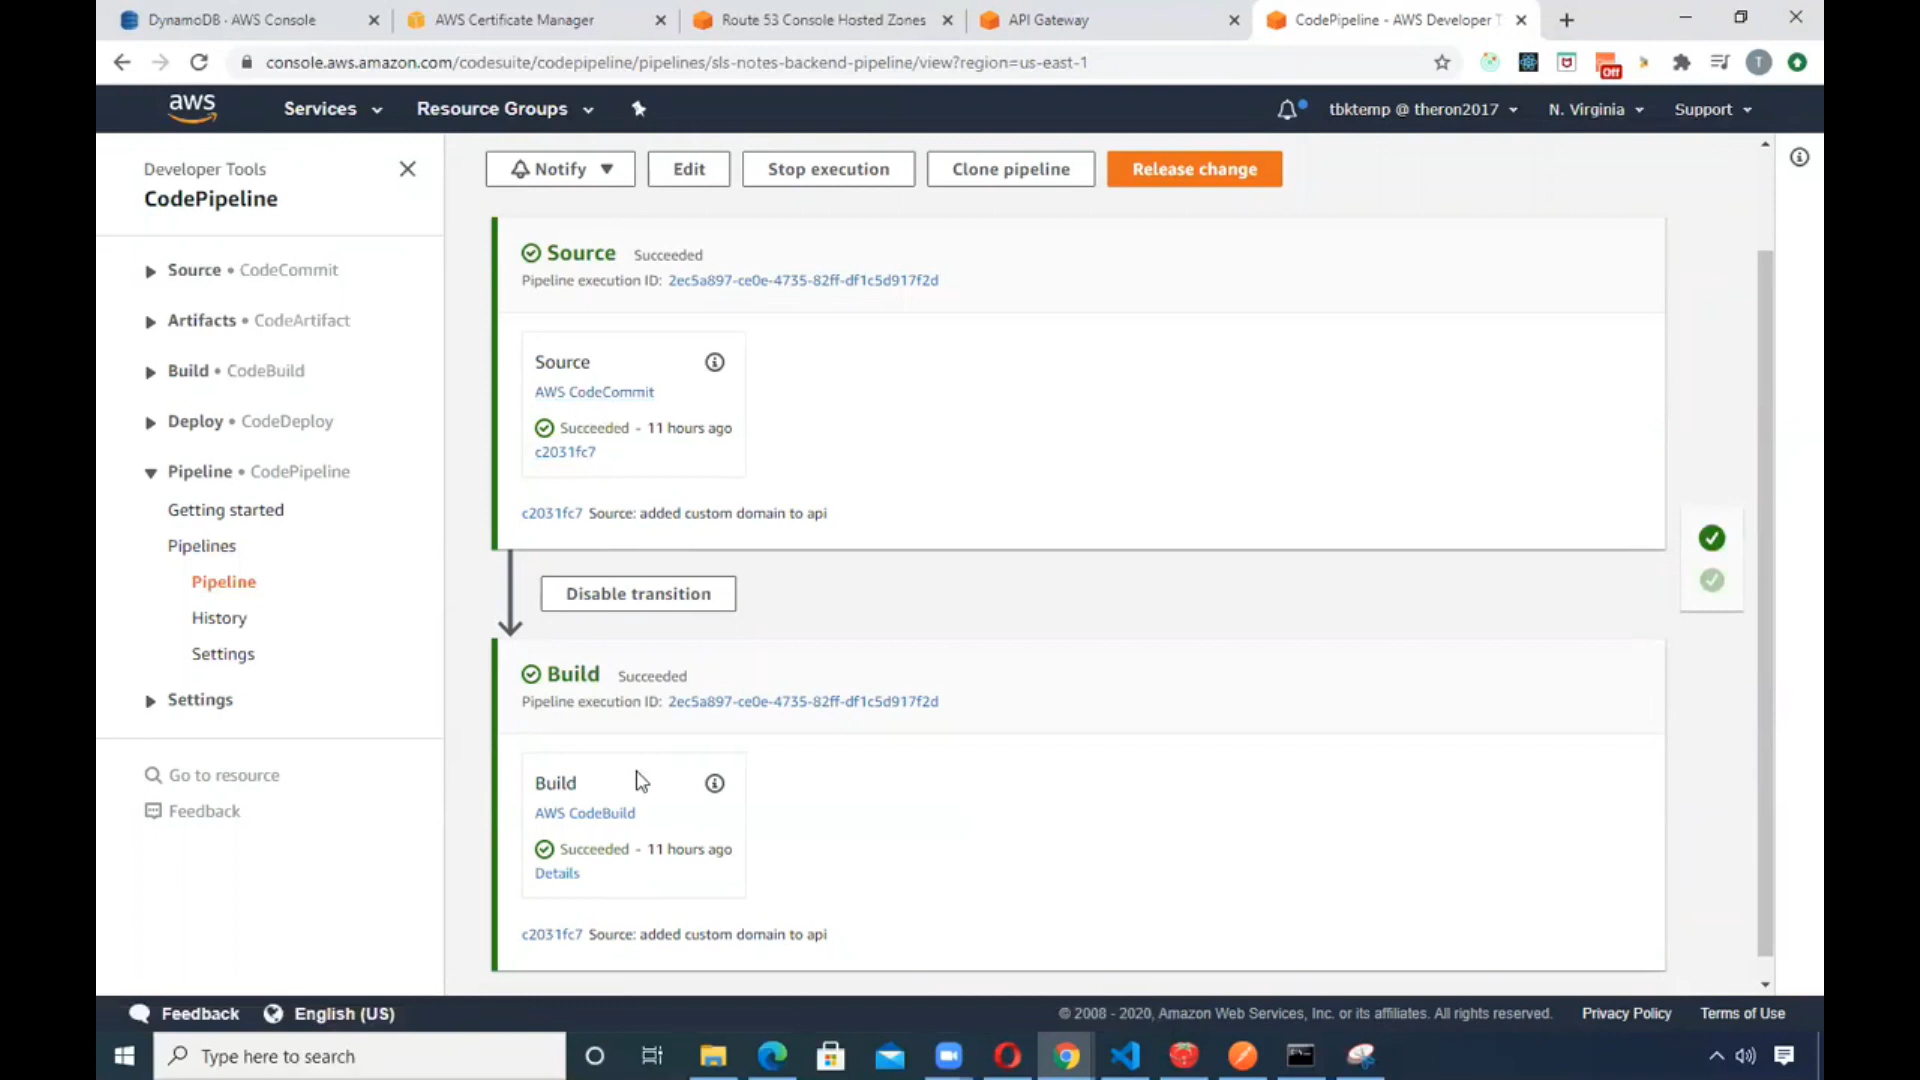 DynamoDB · AWS Console
AWS Certificate Manager
Route 53 Console Hosted Zones
API Gateway
CodePipeline - AWS Developer T
console.aws.amazon.com/codesuite/codepipeline/pipelines/sls-notes-backend-pipeline/view?region=us-east-1
Off
T
aws
Services
Resource Groups
tbktemp @ theron2017
N. Virginia
Support
Developer Tools
CodePipeline
Source • CodeCommit
Artifacts • CodeArtifact
Build • CodeBuild
Deploy • CodeDeploy
Pipeline • CodePipeline
Getting started
Pipelines
Pipeline
History
Settings
Settings
Go to resource
Feedback
Notify
Edit
Stop execution
Clone pipeline
Release change
Source Succeeded
Pipeline execution ID: 2ec5a897-ce0e-4735-82ff-df1c5d917f2d
Source
AWS CodeCommit
Succeeded - 11 hours ago
c2031fc7
c2031fc7 Source: added custom domain to api
Disable transition
Build Succeeded
Pipeline execution ID: 2ec5a897-ce0e-4735-82ff-df1c5d917f2d
Build
AWS CodeBuild
Succeeded - 11 hours ago
Details
c2031fc7 Source: added custom domain to api
Feedback
English (US)
© 2008 - 2020, Amazon Web Services, Inc. or its affiliates. All rights reserved.
Privacy Policy
Terms of Use
Type here to search